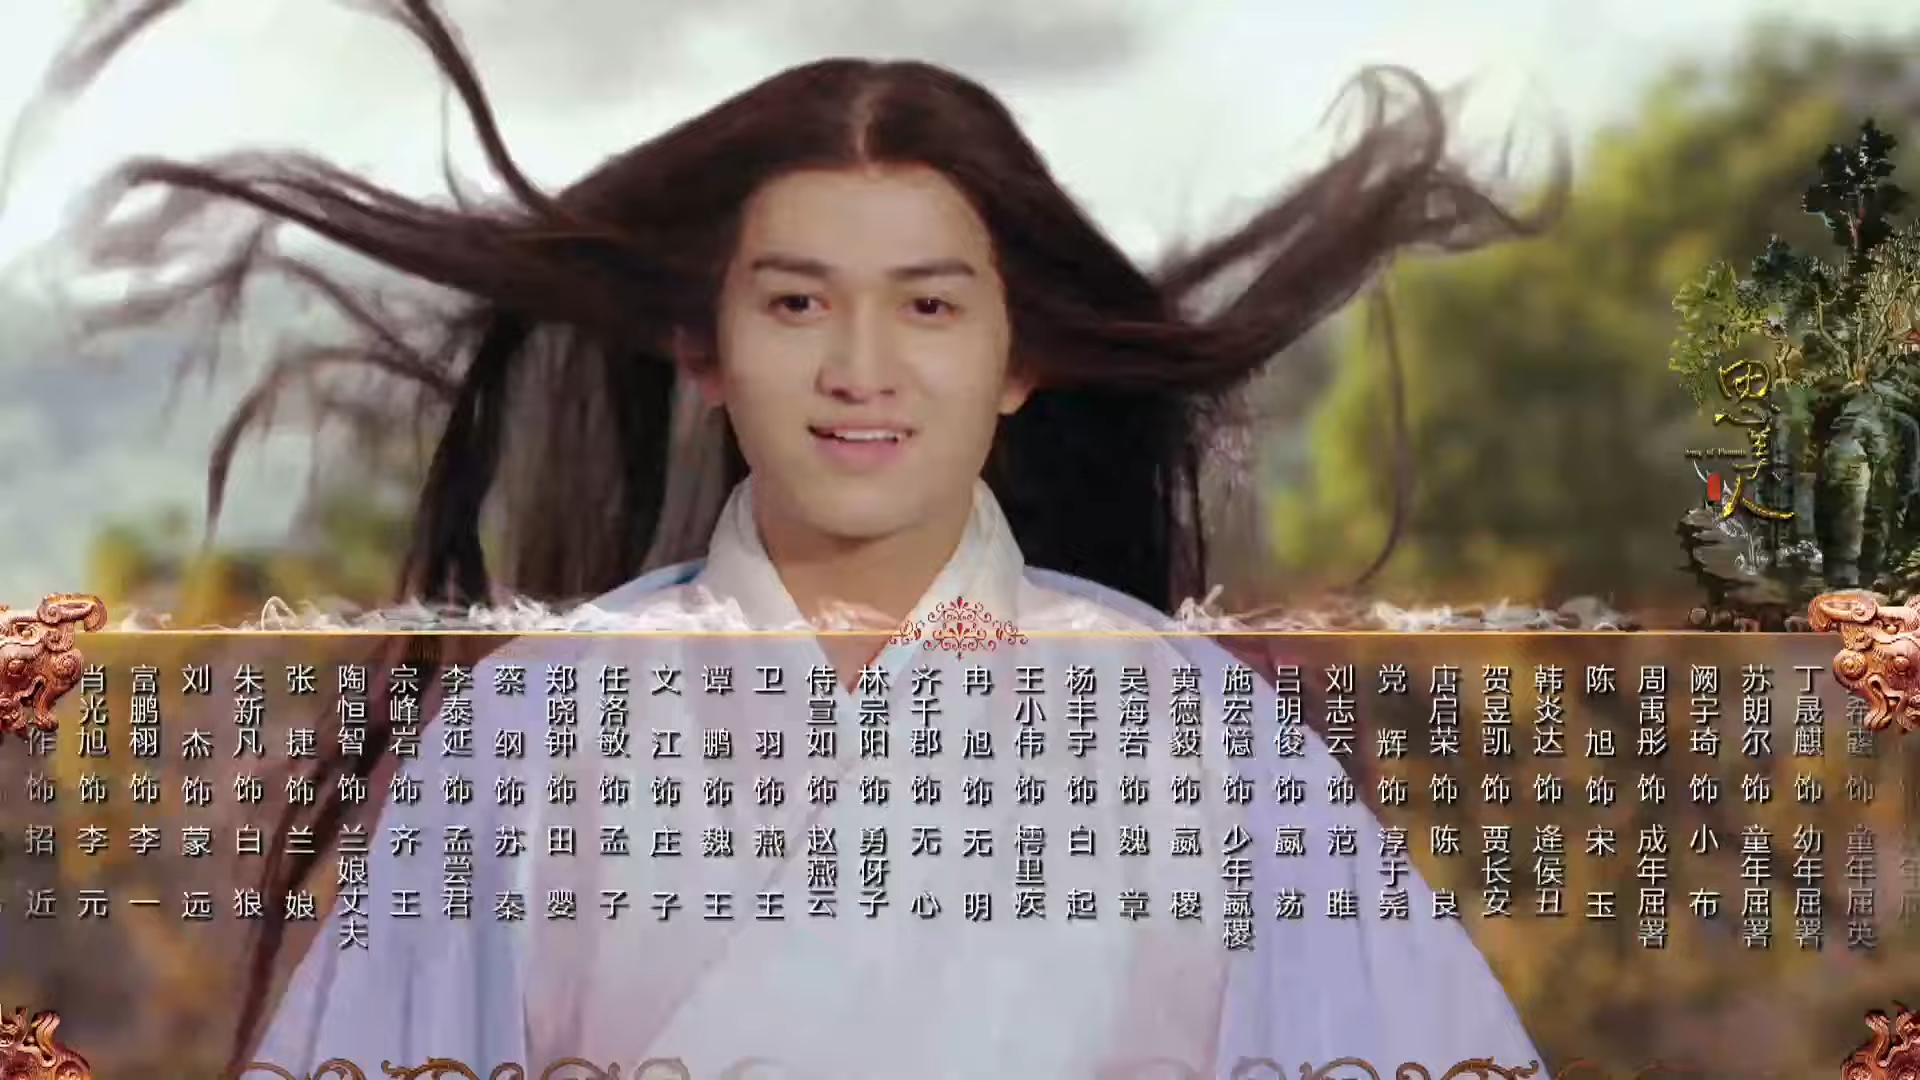 思美人
Song of Phoenix
作 饰 招近
肖光旭 饰 李元
富鹏栩 饰 李一
刘杰 饰 蒙远
朱新凡 饰 白狼
张捷 饰 兰娘
陶恒智 饰 兰娘丈夫
宗峰岩 饰 齐王
李泰延 饰 孟尝君
蔡纲 饰 苏秦
郑晓钟 饰 田婴
任洛敏 饰 孟子
文江 饰 庄子
谭鹏 饰 魏王
卫羽 饰 燕王
侍宣如 饰 赵燕云
林宗阳 饰 勇伢子
齐千郡 饰 无心
冉旭 饰 无明
王小伟 饰 樗里疾
杨丰宇 饰 白起
吴海若 饰 魏章
黄德毅 饰 嬴稷
施宏憶 饰 少年嬴稷
吕明俊 饰 嬴荡
刘志云 饰 范雎
党辉 饰 淳于髡
唐启荣 饰 陈良
贺昱凯 饰 贾长安
韩炎达 饰 逄侯丑
陈旭 饰 宋玉
周禹彤 饰 成年屈署
阙宇琦 饰 小布
苏朗尔 饰 童年屈署
丁晟麒 饰 幼年屈署
饰 童年屈英